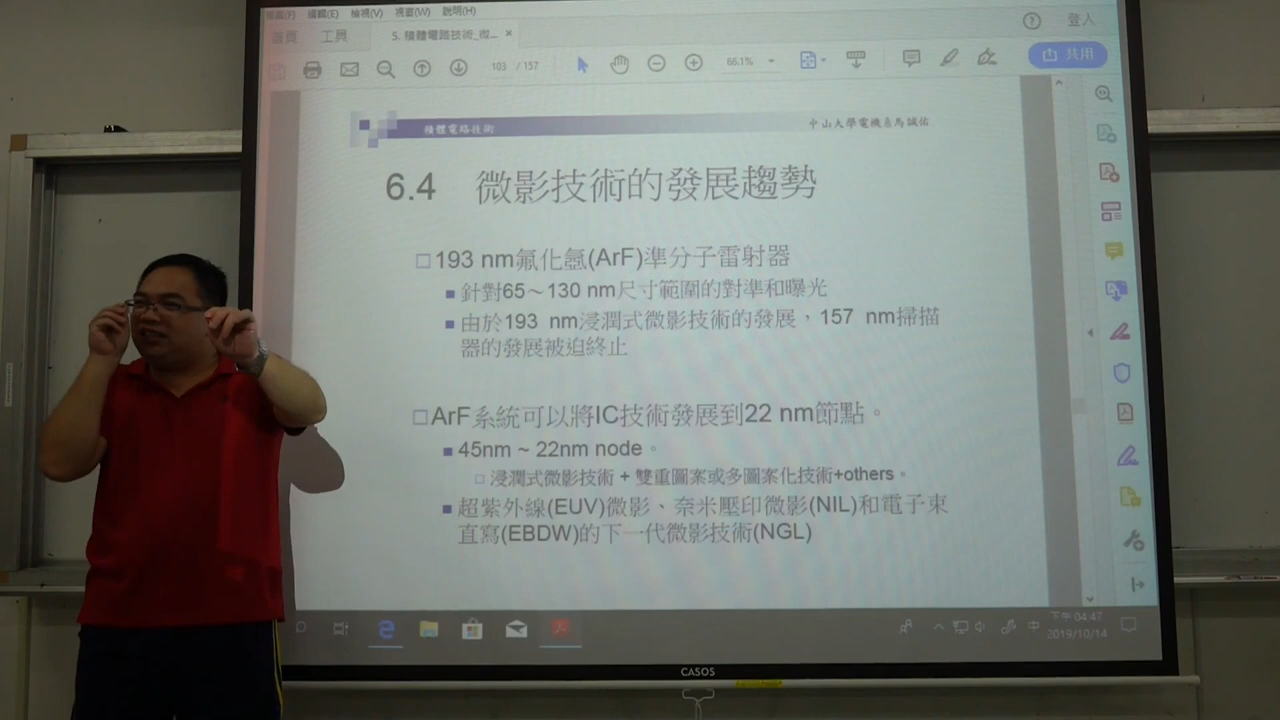 檔案(F) 編輯(E) 檢視(V) 視窗(W) 說明(H)
首頁 工具 5. 積體電路技術_微... × 登入
103 / 157 66.1% 共用
積體電路技術 中山大學電機系馬誠佑
6.4 微影技術的發展趨勢
193 nm氟化氬(ArF)準分子雷射器
針對65～130 nm尺寸範圍的對準和曝光
由於193 nm浸潤式微影技術的發展，157 nm掃描
器的發展被迫終止
ArF系統可以將IC技術發展到22 nm節點。
45nm ~ 22nm node。
浸潤式微影技術 + 雙重圖案或多圖案化技術+others。
超紫外線(EUV)微影、奈米壓印微影(NIL)和電子束
直寫(EBDW)的下一代微影技術(NGL)
中 下午 04:47
2019/10/14
CASOS